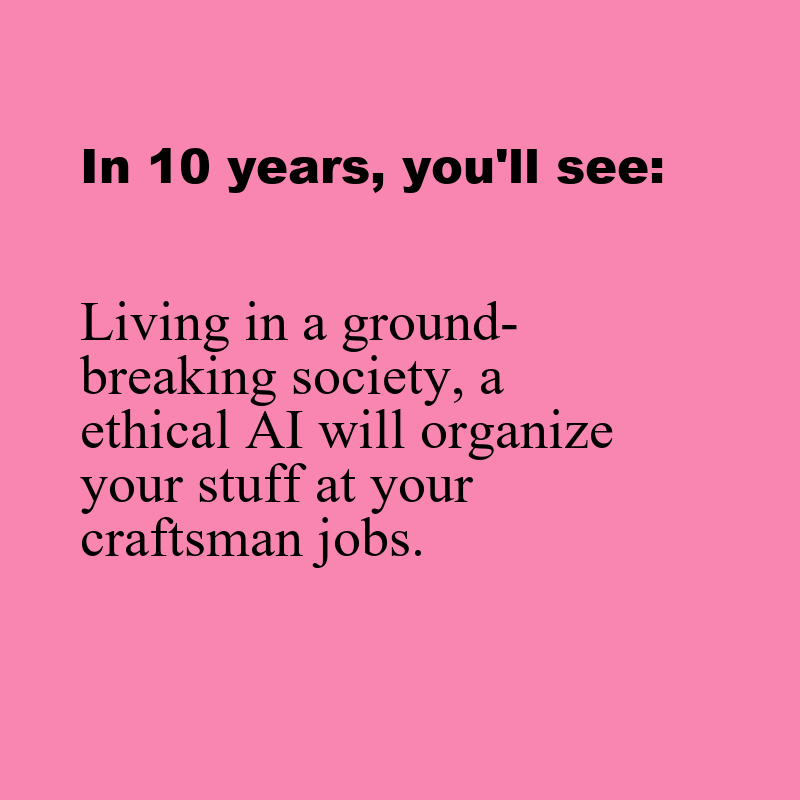 In 10 years, you'll see:
Living in a ground-
breaking society, a
ethical AI will organize
your stuff at your
craftsman jobs.